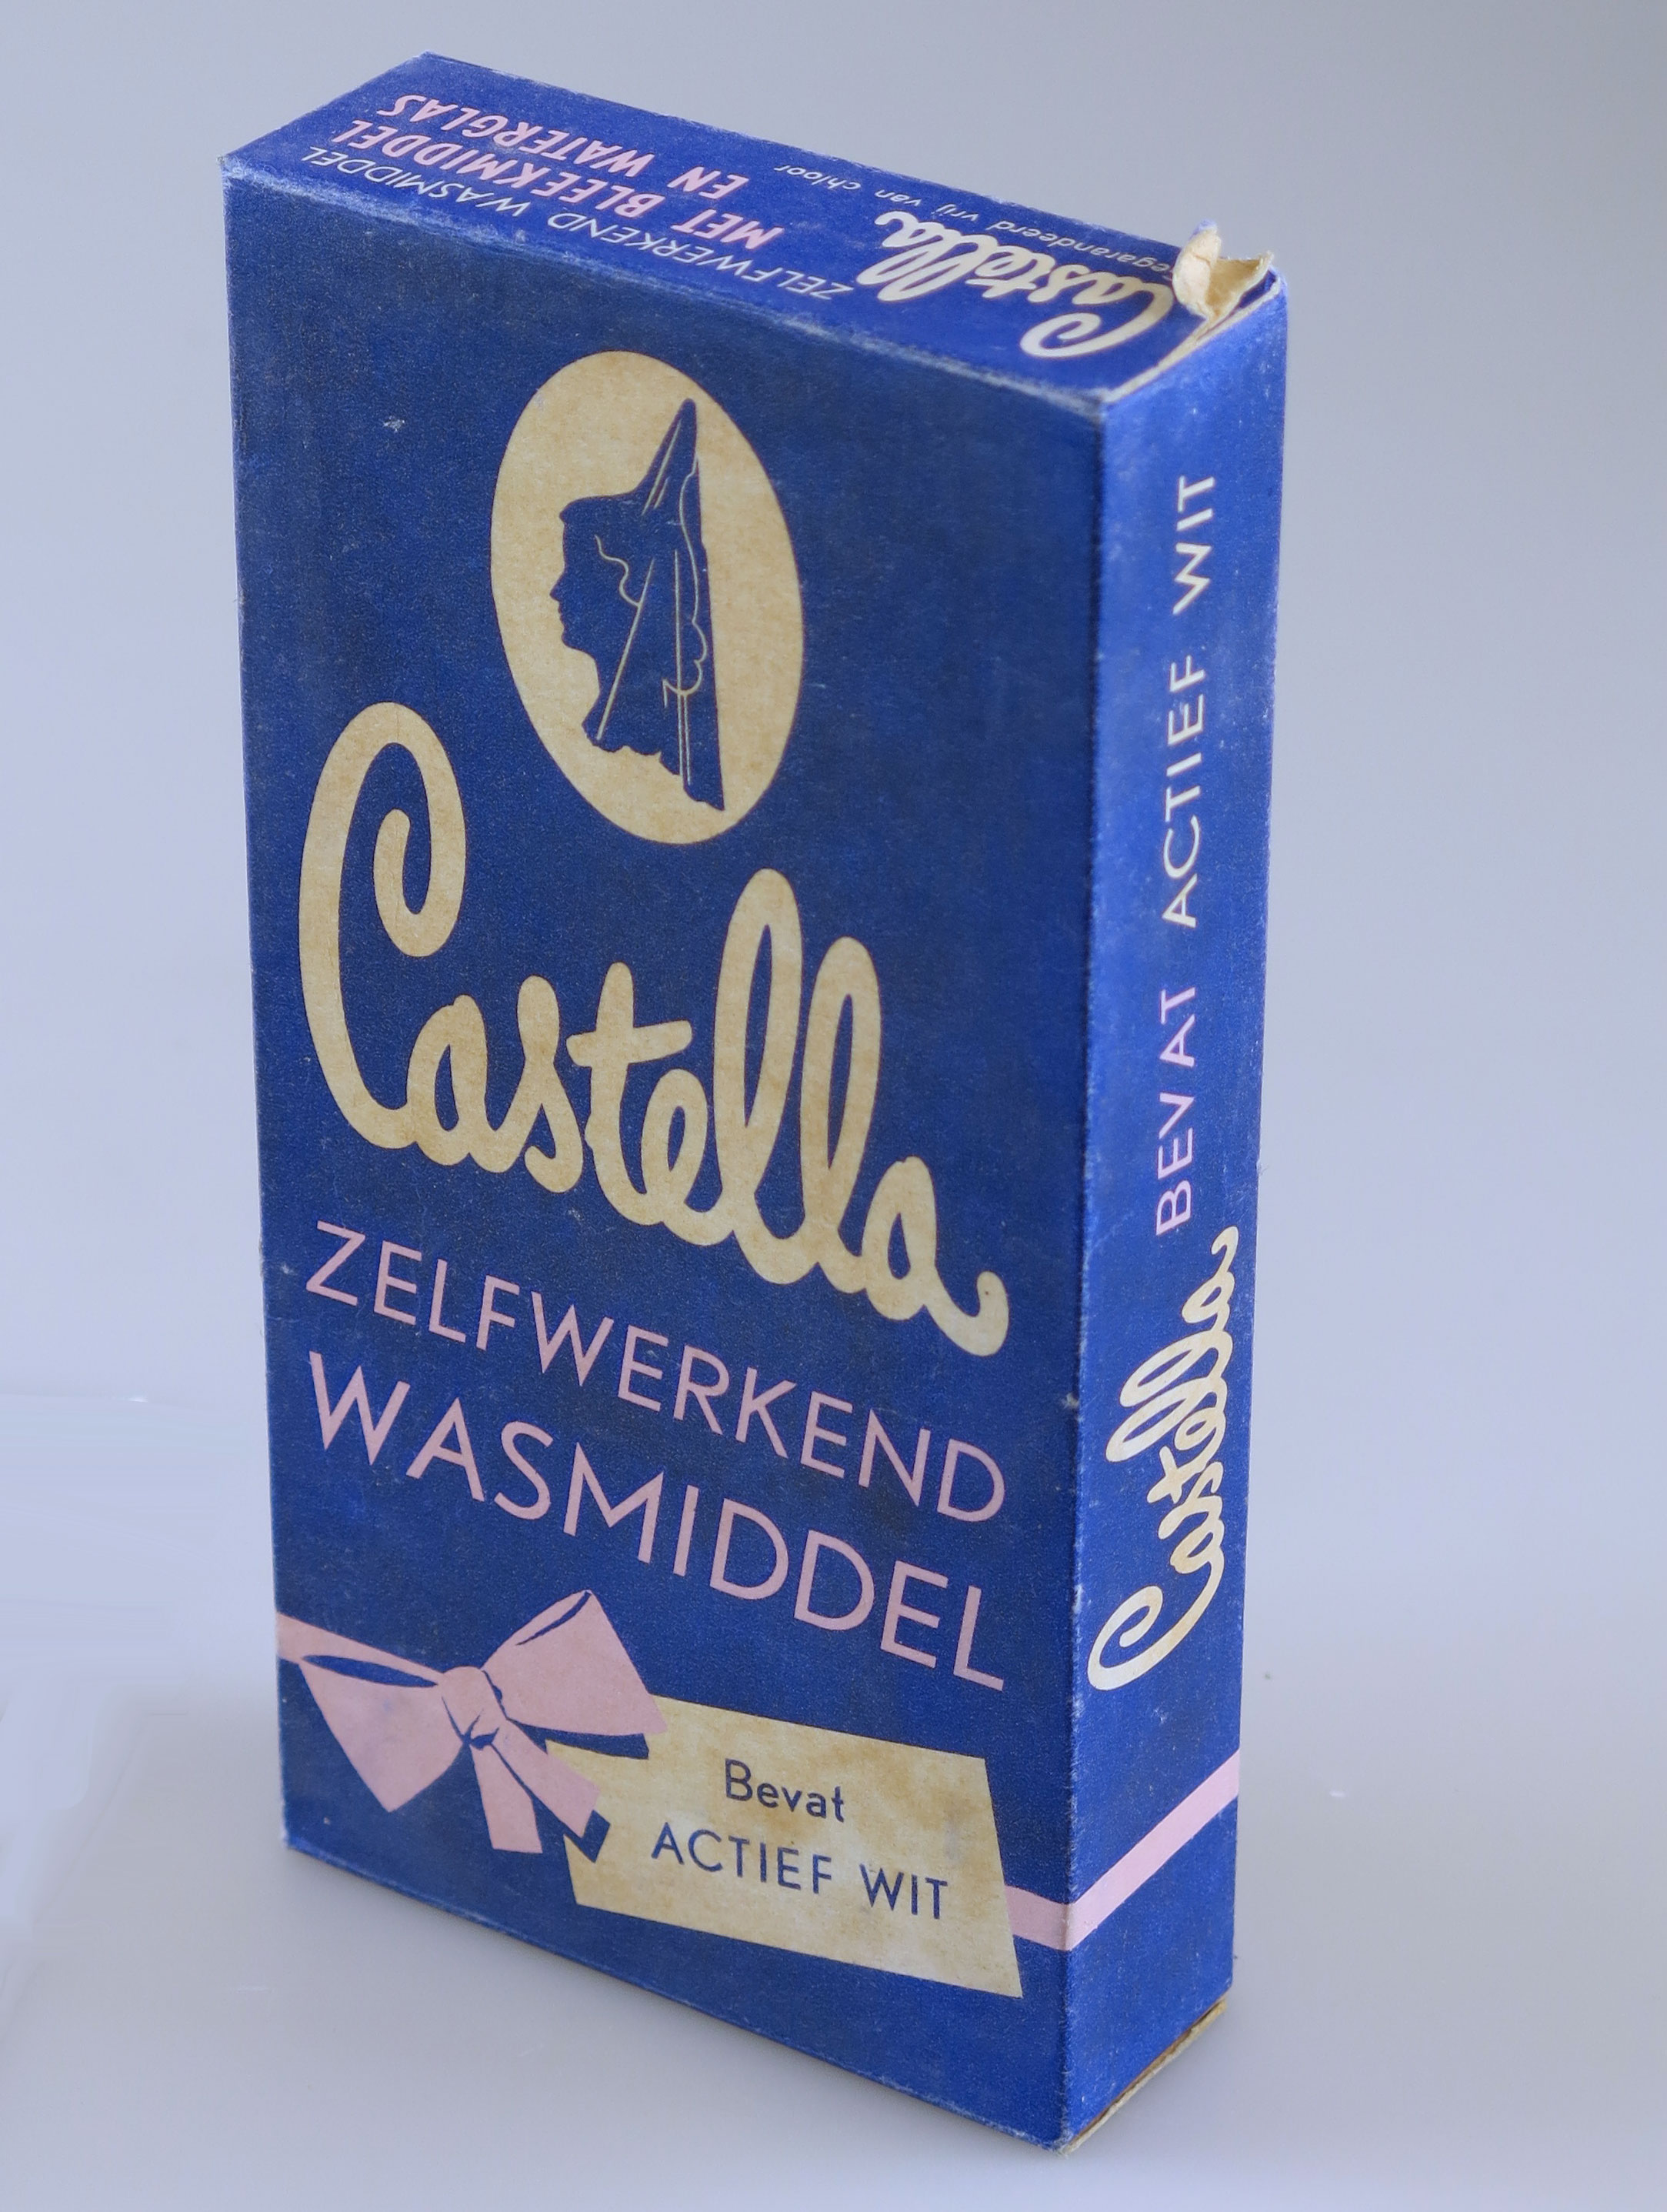 Castella
ZELFWERKEND
WASMIDDEL
Bevat
ACTIEF WIT
Castella BEVAT ACTIEF WIT
Castella
gegarandeerd vrij van chloor
ZELFWERKEND WASMIDDEL
MET BLEEKMIDDEL
EN WATERGLAS